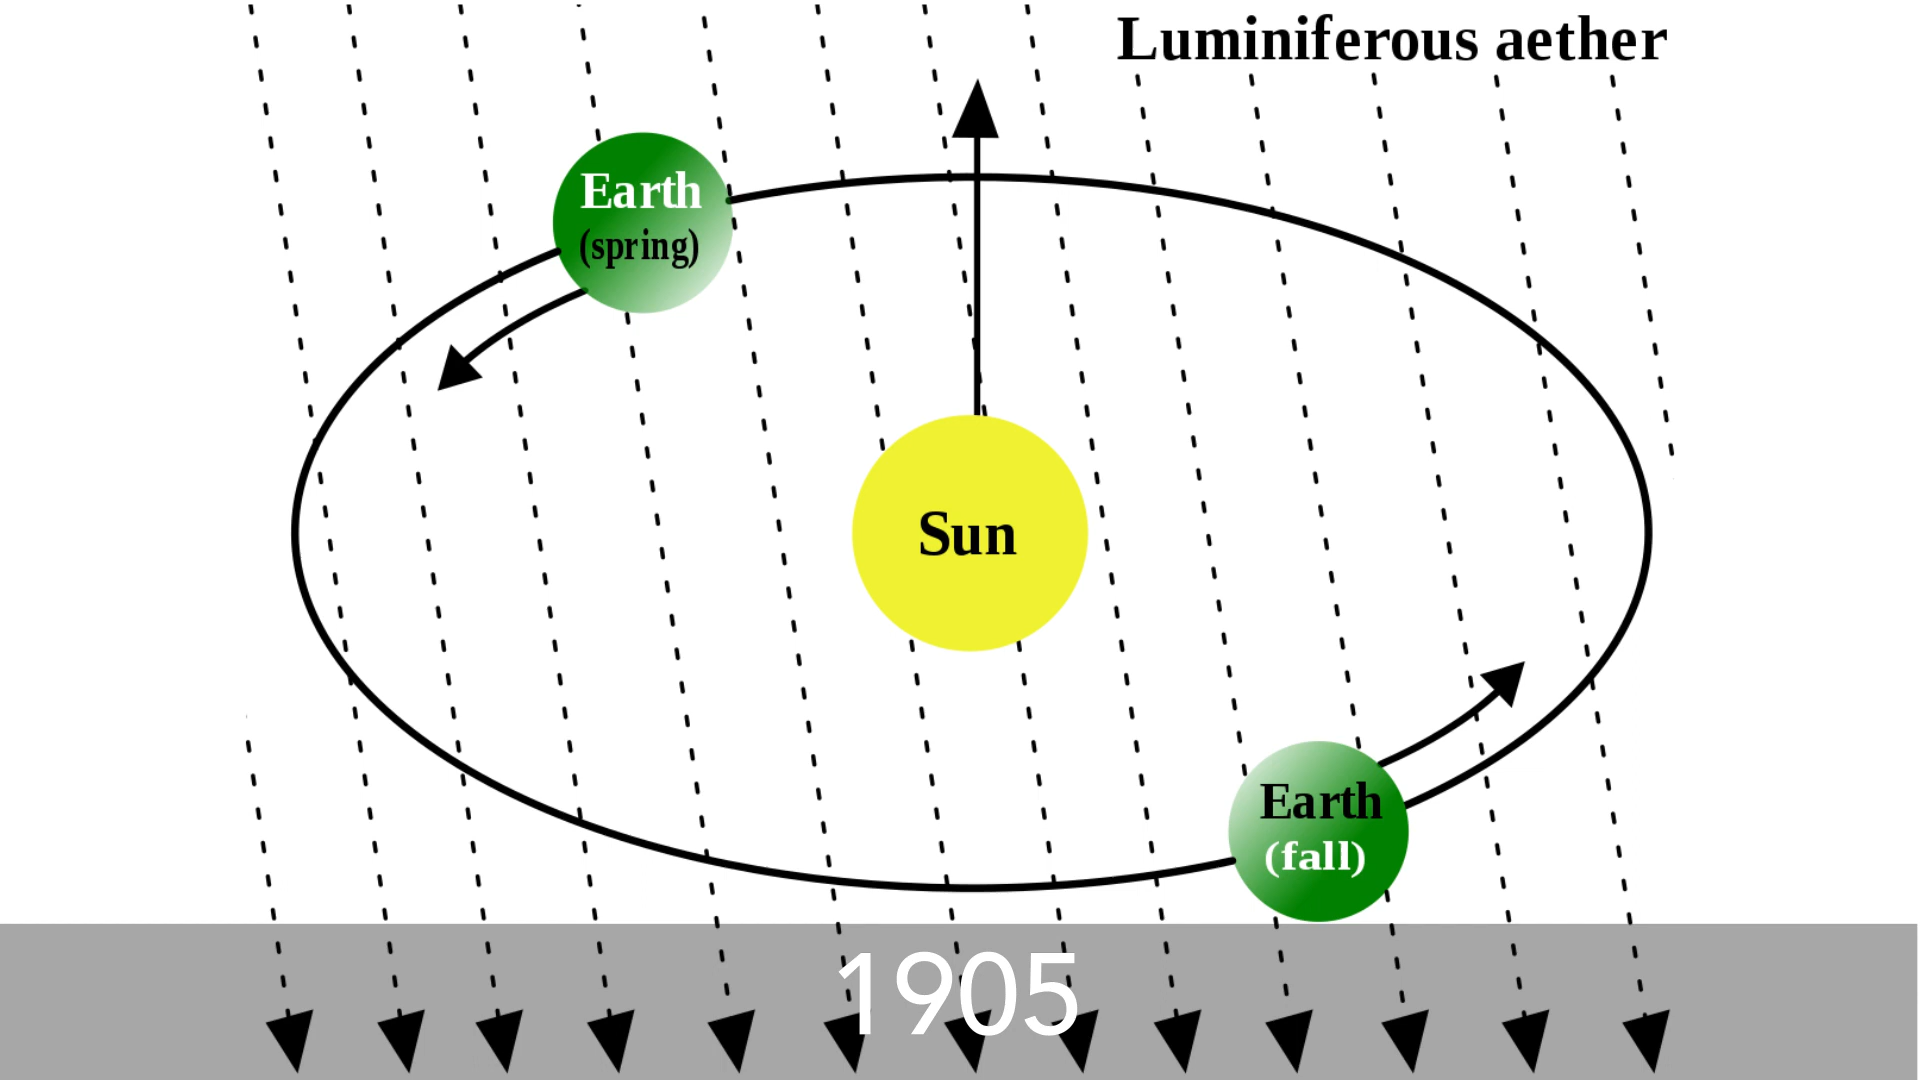 Luminiferous aether
Earth
(spring)
Sun
Earth
(fall)
1905